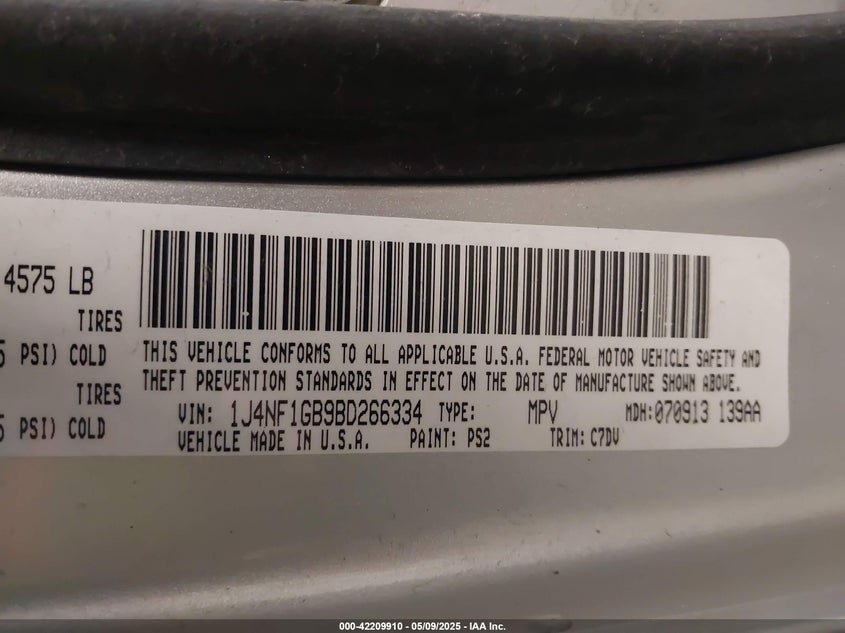 4575 LB
TIRES
PSI) COLD
TIRES
PSI) COLD
THIS VEHICLE CONFORMS TO ALL APPLICABLE U.S.A. FEDERAL MOTOR VEHICLE SAFETY AND
THEFT PREVENTION STANDARDS IN EFFECT ON THE DATE OF MANUFACTURE SHOWN ABOVE.
VIN: 1J4NF1GB9BD266334 TYPE: MPV MDH: 070913 139AA
VEHICLE MADE IN U.S.A. PAINT: PS2 TRIM: C7DV
000-42209910 - 05/09/2025 - IAA Inc.